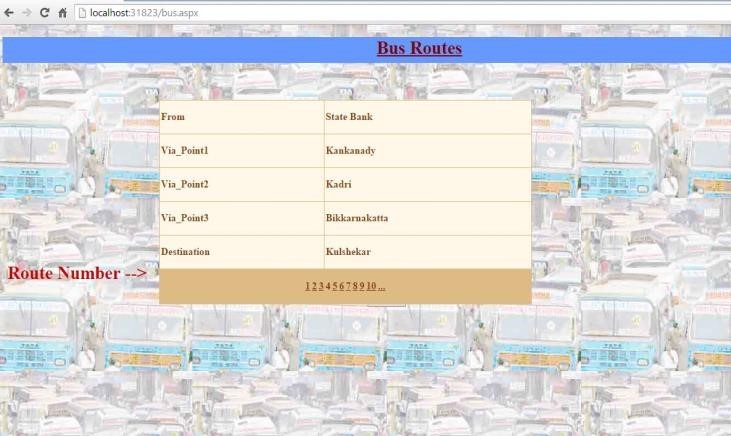 localhost:31823/bus.aspx
Bus Routes
From State Bank
Via_Point1 Kankanady
Via_Point2 Kadri
Via_Point3 Bikkarnakatta
Destination Kulshekar
Route Number -->
1 2 3 4 5 6 7 8 9 10 ...